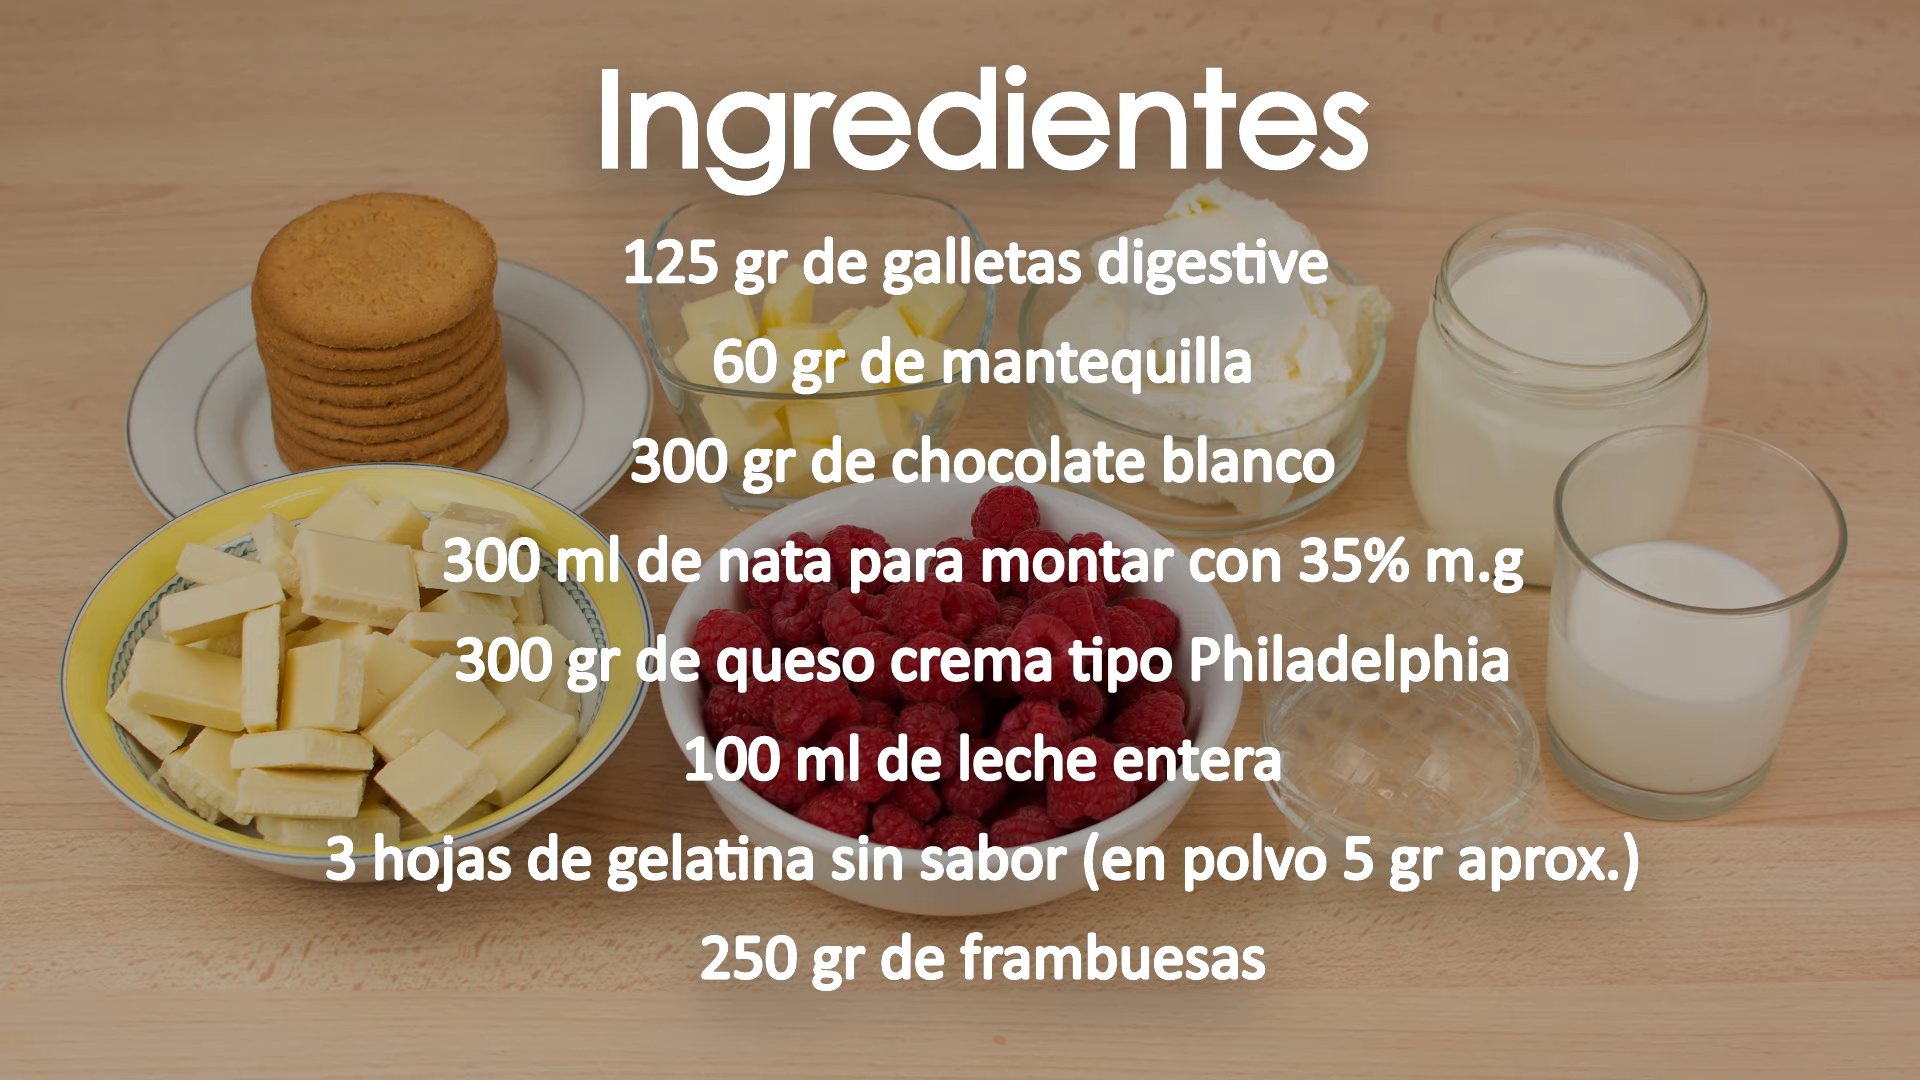 Ingredientes
125 gr de galletas digestive
60 gr de mantequilla
300 gr de chocolate blanco
300 ml de nata para montar con 35% m.g
300 gr de queso crema tipo Philadelphia
100 ml de leche entera
3 hojas de gelatina sin sabor (en polvo 5 gr aprox.)
250 gr de frambuesas